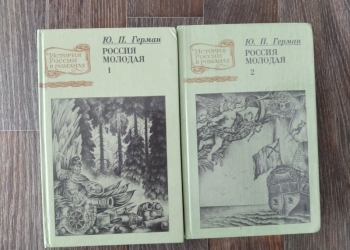 История
России
в романах
Ю. П. Герман
РОССИЯ
МОЛОДАЯ
1
История
России
в романах
Ю. П. Герман
РОССИЯ
МОЛОДАЯ
2